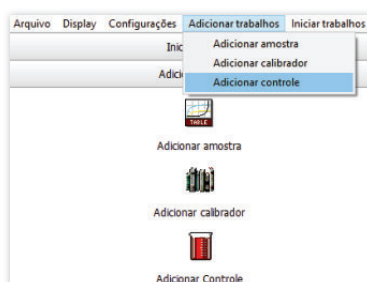 Arquivo Display Configurações Adicionar trabalhos Iniciar trabalhos
Adicionar amostra
Adicionar calibrador
Adicionar controle
TABLE
Adicionar amostra
Adicionar calibrador
Adicionar Controle